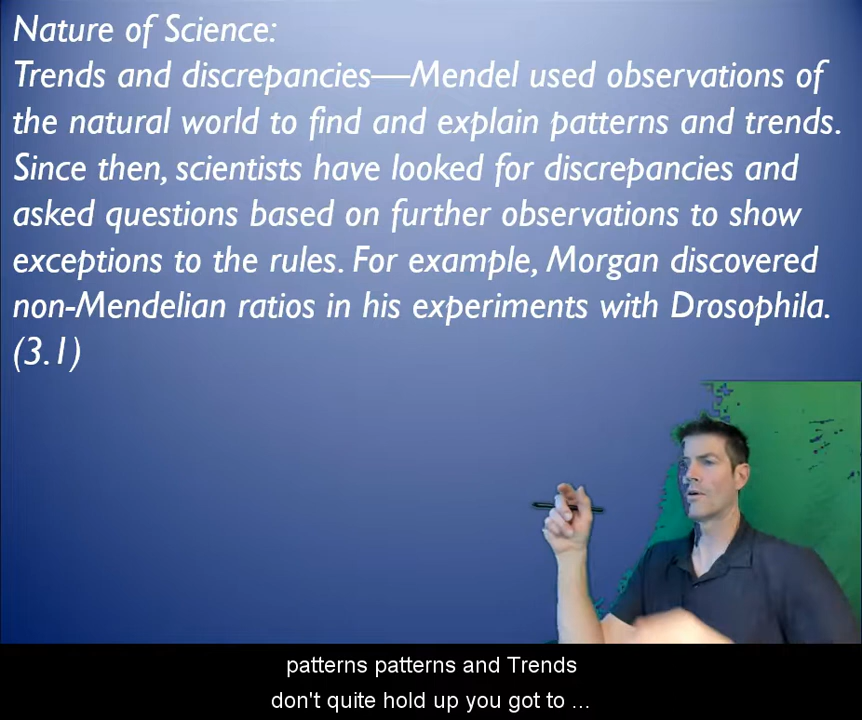 Nature of Science:
Trends and discrepancies—Mendel used observations of
the natural world to find and explain patterns and trends.
Since then, scientists have looked for discrepancies and
asked questions based on further observations to show
exceptions to the rules. For example, Morgan discovered
non-Mendelian ratios in his experiments with Drosophila.
(3.1)
patterns patterns and Trends
don't quite hold up you got to ...